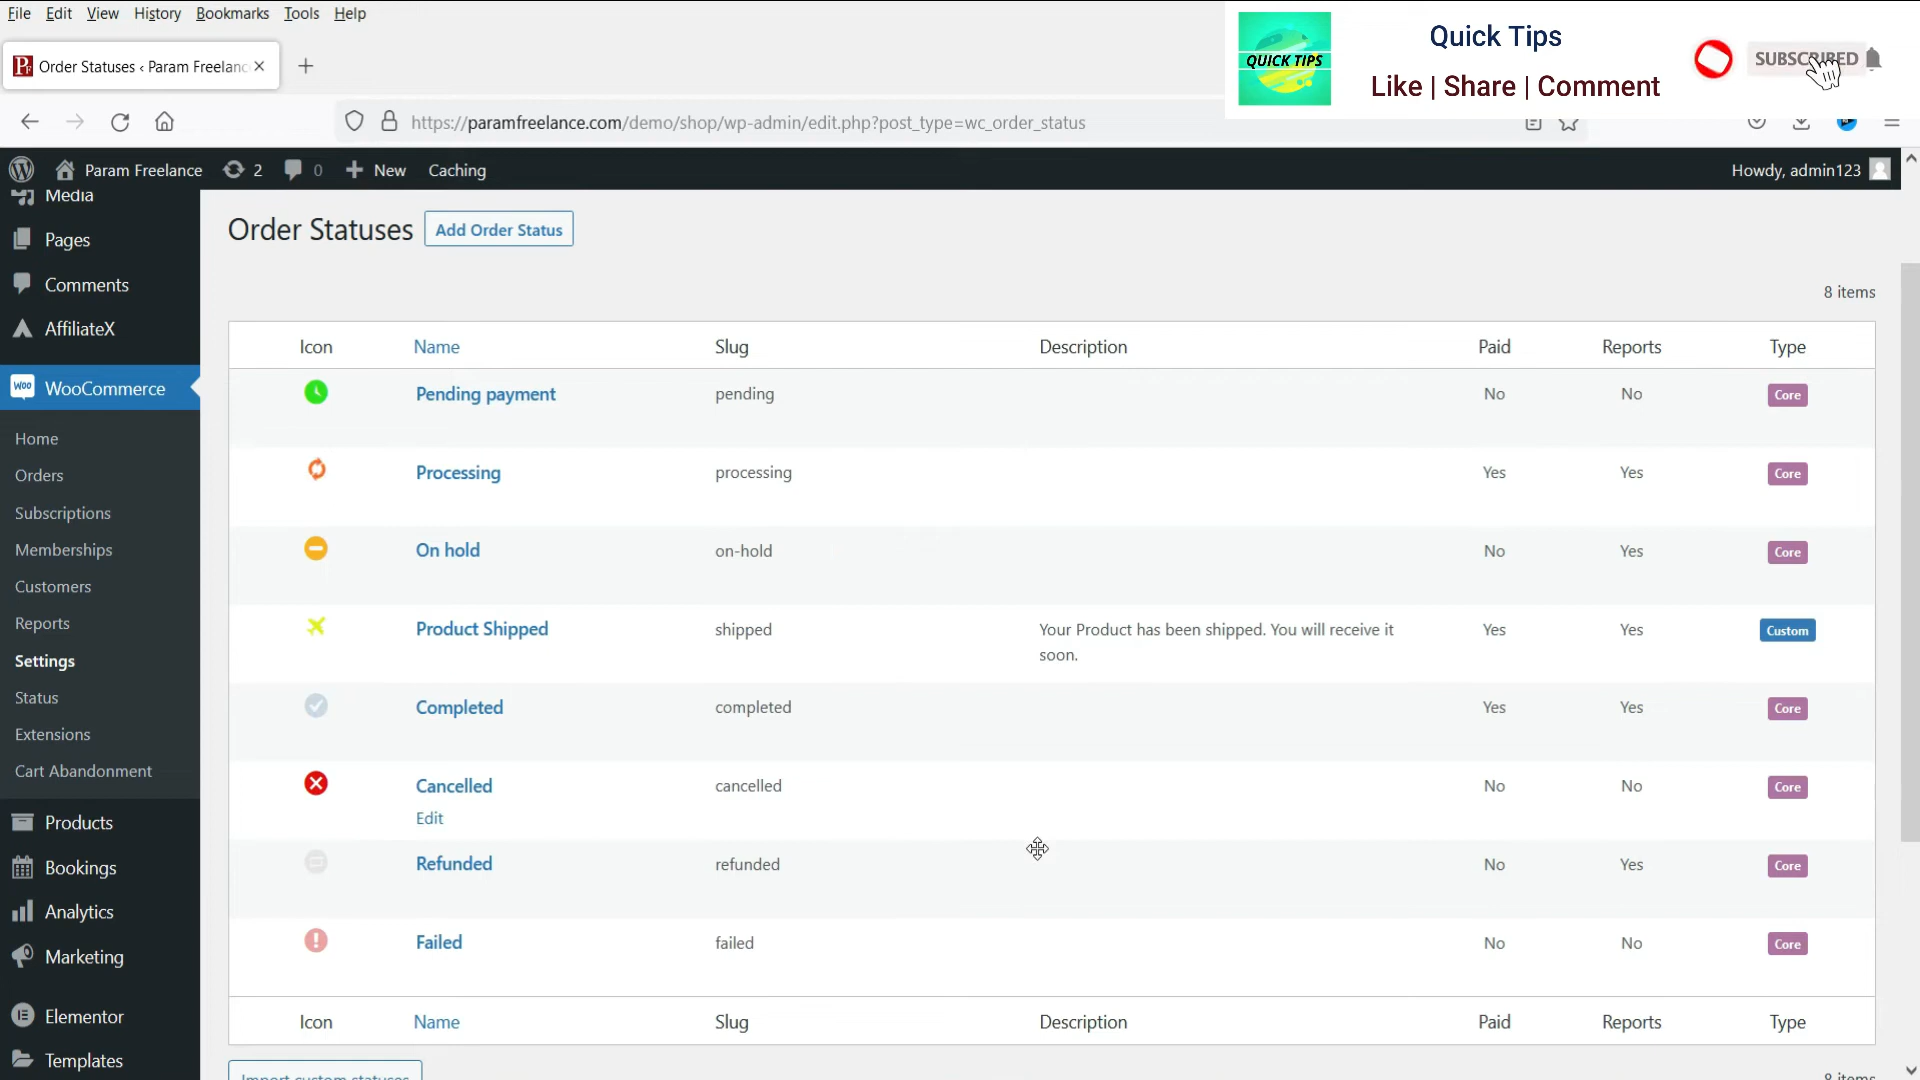 File Edit View History Bookmarks Tools Help
Order Statuses ‹ Param Freelanc
QUICK TIPS
Quick Tips
Like | Share | Comment
SUBSCRIBED
https://paramfreelance.com/demo/shop/wp-admin/edit.php?post_type=wc_order_status
Param Freelance 2 0 New Caching Howdy, admin123
Media
Pages
Comments
AffiliateX
WOO WooCommerce
Home
Orders
Subscriptions
Memberships
Customers
Reports
Settings
Status
Extensions
Cart Abandonment
Products
Bookings
Analytics
Marketing
Elementor
Templates
Order Statuses Add Order Status
8 items
Icon Name Slug Description Paid Reports Type
Pending payment pending No No Core
Processing processing Yes Yes Core
On hold on-hold No Yes Core
Product Shipped shipped Your Product has been shipped. You will receive it Yes Yes Custom
soon.
Completed completed Yes Yes Core
Cancelled cancelled No No Core
Edit
Refunded refunded No Yes Core
Failed failed No No Core
Icon Name Slug Description Paid Reports Type
Import custom statuses 8 items